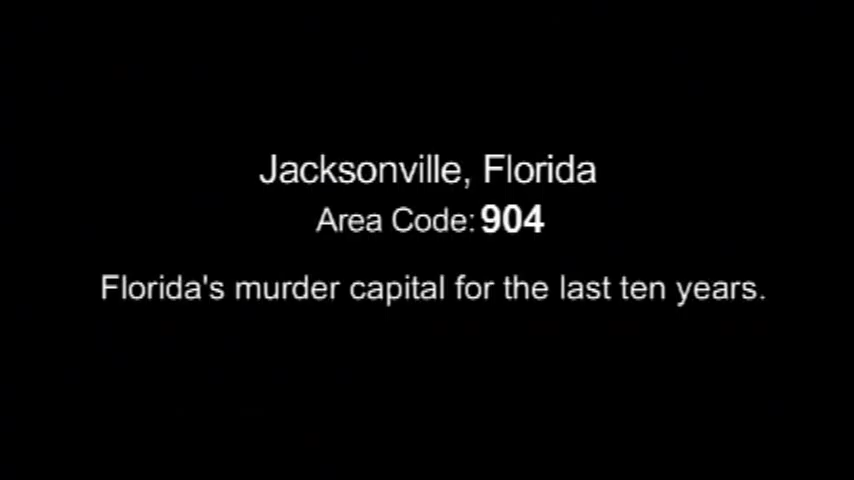 Jacksonville, Florida
Area Code: 904
Florida's murder capital for the last ten years.